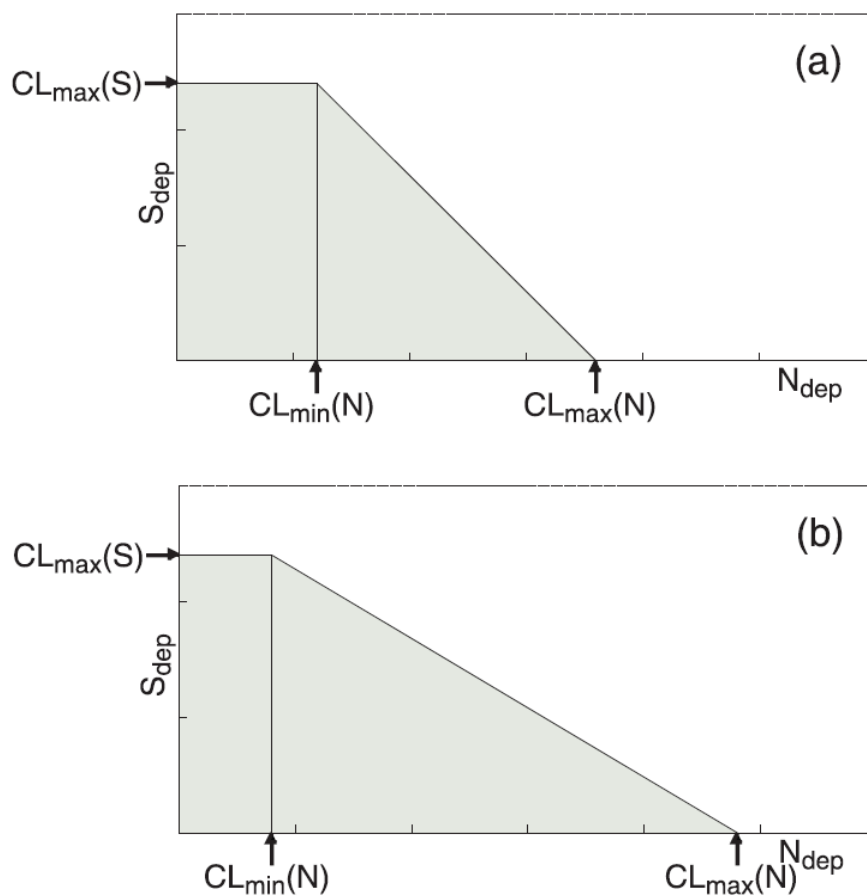 (a)
CLmax(S)
Sdep
Ndep
CLmin(N)
CLmax(N)
(b)
CLmax(S)
Sdep
Ndep
CLmin(N)
CLmax(N)